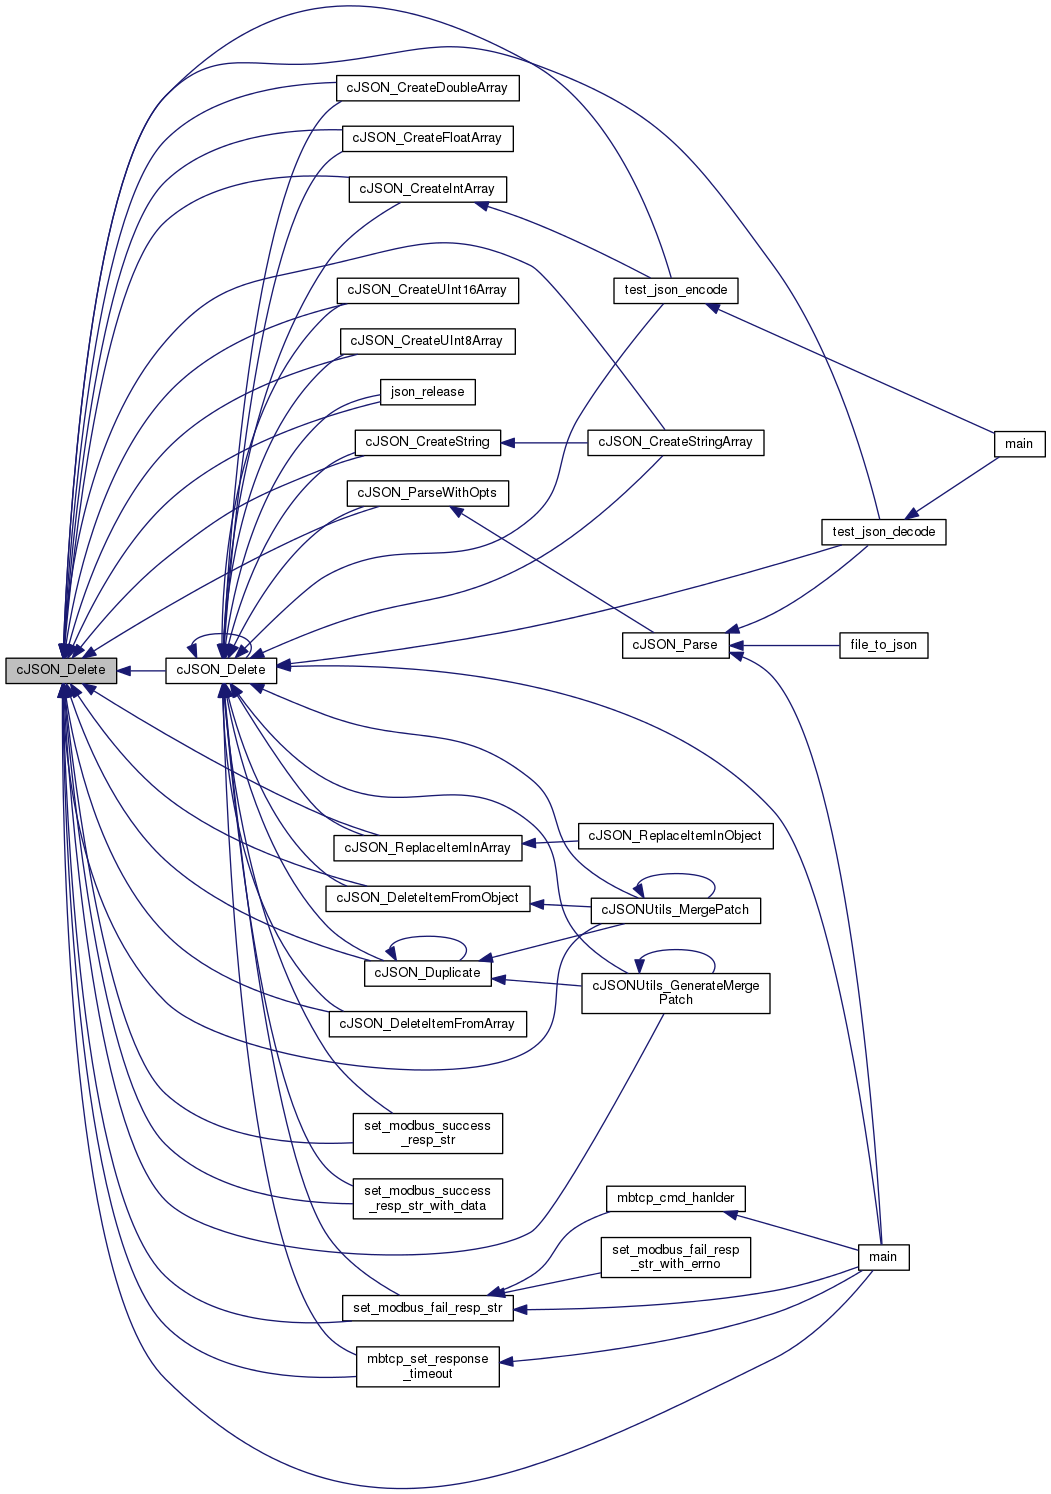 cJSON_CreateDoubleArray
cJSON_CreateFloatArray
cJSON_CreateIntArray
cJSON_CreateUInt16Array
test_json_encode
cJSON_CreateUInt8Array
json_release
cJSON_CreateString
cJSON_CreateStringArray
main
cJSON_ParseWithOpts
test_json_decode
cJSON_Parse
file_to_json
cJSON_Delete
cJSON_Delete
cJSON_ReplaceItemInObject
cJSON_ReplaceItemInArray
cJSON_DeleteItemFromObject
cJSONUtils_MergePatch
cJSON_Duplicate
cJSONUtils_GenerateMerge
Patch
cJSON_DeleteItemFromArray
set_modbus_success
_resp_str
set_modbus_success
_resp_str_with_data
mbtcp_cmd_hanlder
set_modbus_fail_resp
_str_with_errno
main
set_modbus_fail_resp_str
mbtcp_set_response
_timeout